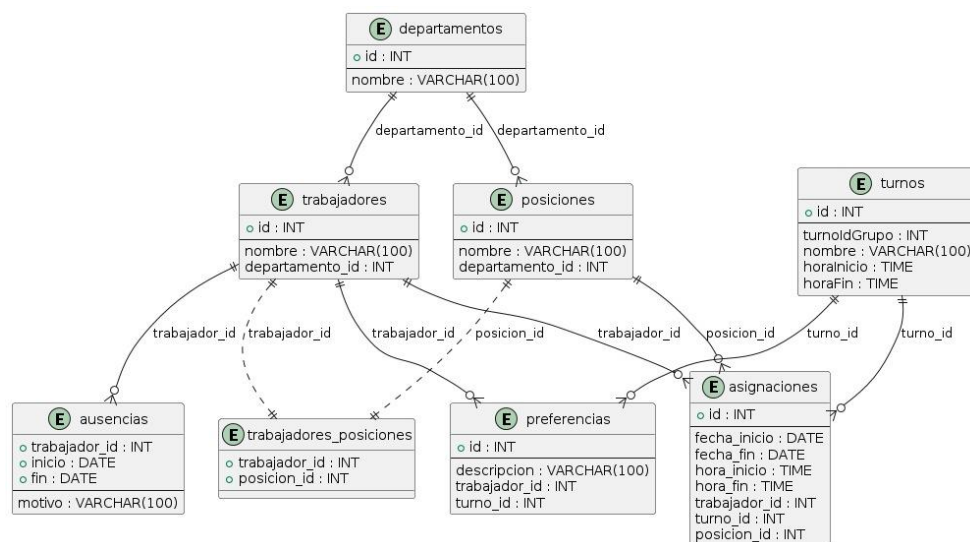 E departamentos
id : INT
nombre : VARCHAR(100)
departamento_id
departamento_id
E trabajadores
id : INT
nombre : VARCHAR(100)
departamento_id : INT
E posiciones
id : INT
nombre : VARCHAR(100)
departamento_id : INT
E turnos
id : INT
turnoIdGrupo : INT
nombre : VARCHAR(100)
horaInicio : TIME
horaFin : TIME
trabajador_id
trabajador_id
trabajador_id
posicion_id
trabajador_id
posicion_id
turno_id
turno_id
E ausencias
trabajador_id : INT
inicio : DATE
fin : DATE
motivo : VARCHAR(100)
E trabajadores_posiciones
trabajador_id : INT
posicion_id : INT
E preferencias
id : INT
descripcion : VARCHAR(100)
trabajador_id : INT
turno_id : INT
E asignaciones
id : INT
fecha_inicio : DATE
fecha_fin : DATE
hora_inicio : TIME
hora_fin : TIME
trabajador_id : INT
turno_id : INT
posicion_id : INT